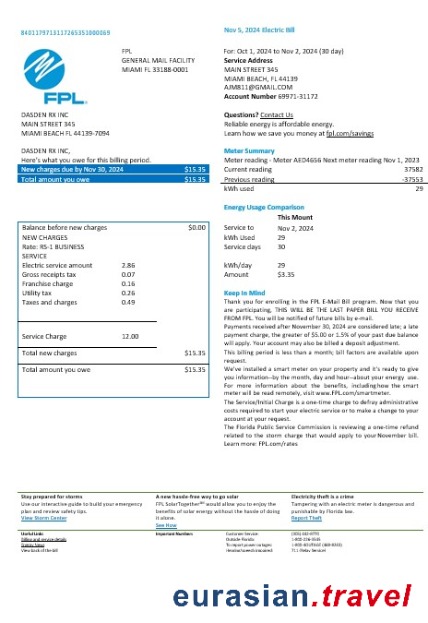 8401179713117265351000069
Nov 5, 2024 Electric Bill
FPL
GENERAL MAIL FACILITY
MIAMI FL 33188-0001
For: Oct 1, 2024 to Nov 2, 2024 (30 day)
Service Address
MAIN STREET 345
MIAMI BEACH, FL 44139
AJM811@GMAIL.COM
Account Number 69971-31172
FPL.
DASDEN RX INC
MAIN STREET 345
MIAMI BEACH FL 44139-7094
Questions? Contact Us
Reliable energy is affordable energy.
Learn how we save you money at fpl.com/savings
DASDEN RX INC,
Here's what you owe for this billing period.
New charges due by Nov 30, 2024 $15.35
Total amount you owe $15.35
Meter Summary
Meter reading - Meter AED4656 Next meter reading Nov 1, 2023
Current reading 37582
Previous reading -37553
kWh used 29
Energy Usage Comparison
This Mount
Service to Nov 2, 2024
kWh Used 29
Service days 30
kWh/day 29
Amount $3.35
Balance before new charges $0.00
NEW CHARGES
Rate: RS-1 BUSINESS
SERVICE
Electric service amount 2.86
Gross receipts tax 0.07
Franchise charge 0.16
Utility tax 0.26
Taxes and charges 0.49
Service Charge 12.00
Total new charges $15.35
Total amount you owe $15.35
Keep In Mind
Thank you for enrolling in the FPL E-Mail Bill program. Now that you
are participating, THIS WILL BE THE LAST PAPER BILL YOU RECEIVE
FROM FPL. You will be notified of future bills by e-mail.
Payments received after November 30, 2024 are considered late; a late
payment charge, the greater of $5.00 or 1.5% of your past due balance
will apply. Your account may also be billed a deposit adjustment.
This billing period is less than a month; bill factors are available upon
request.
We've installed a smart meter on your property and it's ready to give
you information--by the month, day and hour--about your energy use.
For more information about the benefits, including how the smart
meter will be read remotely, visit www.FPL.com/smartmeter.
The Service/Initial Charge is a one-time charge to defray administrative
costs required to start your electric service or to make a change to your
account at your request.
The Florida Public Service Commission is reviewing a one-time refund
related to the storm charge that would apply to your November bill.
Learn more: FPL.com/rates
Stay prepared for storms
Use our interactive guide to build your emergency
plan and review safety tips.
View Storm Center
A new hands-free way to go solar
FPL SolarTogether℠ would allow you to enjoy the
benefits of solar energy without the hassle of doing
it alone.
See How
Electricity theft is a crime
Tampering with an electric meter is dangerous and
punishable by Florida law.
Report Theft
Useful Links
Billing and service details
View back of the bill
Important Numbers
Customer Service:
Outside Florida:
To report power outages:
Hearing/speech impaired:
711 (Relay Service)
eurasian.travel